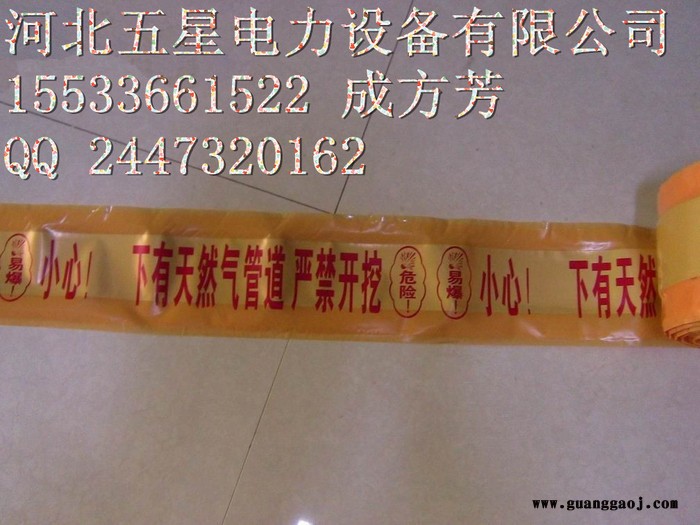 河北五星电力设备有限公司
15533661522 成方芳
QQ 2447320162
易爆! 小心! 下有天然气管道 严禁开挖 危险! 易爆! 小心! 下有天然
www.guanggaoj.com